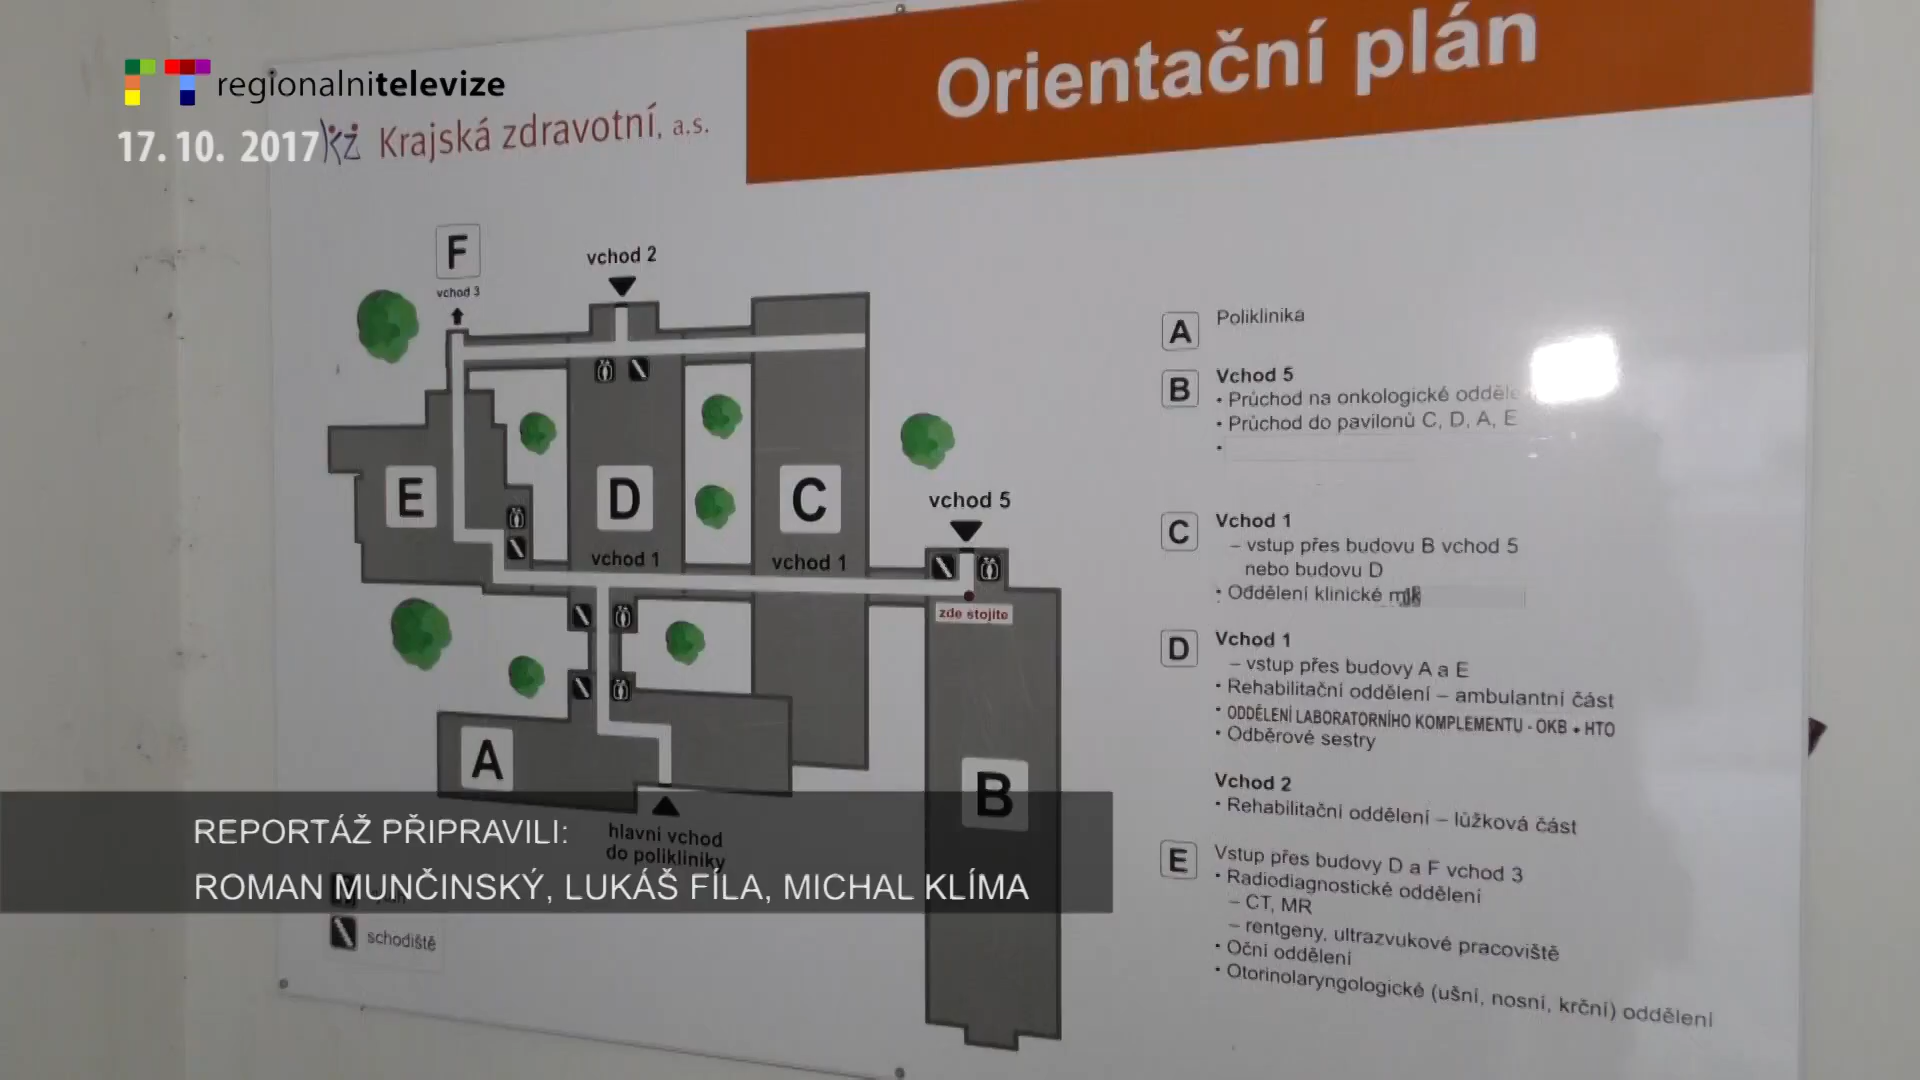 regionalnitelevize
17. 10. 2017
KZ Krajská zdravotní, a.s.
Orientační plán
F
vchod 3
vchod 2
E
D
C
vchod 1
vchod 1
vchod 5
zde stojíte
A
B
hlavní vchod
do polikliniky
schodiště
A Poliklinika
B Vchod 5
• Průchod na onkologické odděle
• Průchod do pavilonů C, D, A, E
•
C Vchod 1
– vstup přes budovu B vchod 5
nebo budovu D
• Oddělení klinické
D Vchod 1
– vstup přes budovy A a E
• Rehabilitační oddělení – ambulantní část
• ODDĚLENÍ LABORATORNÍHO KOMPLEMENTU - OKB + HTO
• Odběrové sestry
Vchod 2
• Rehabilitační oddělení – lůžková část
E Vstup přes budovy D a F vchod 3
• Radiodiagnostické oddělení
– CT, MR
– rentgeny, ultrazvukové pracoviště
• Oční oddělení
• Otorinolaryngologické (ušní, nosní, krční) oddělení
REPORTÁŽ PŘIPRAVILI:
ROMAN MUNČINSKÝ, LUKÁŠ FÍLA, MICHAL KLÍMA